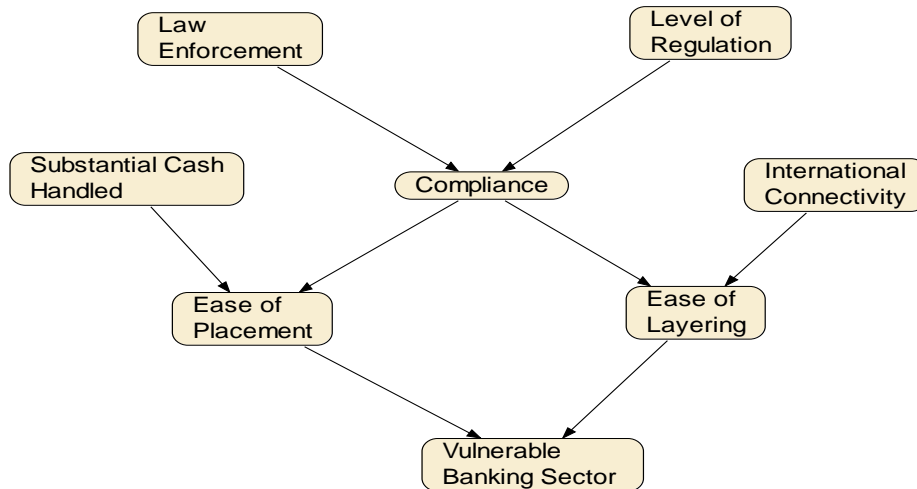 Law
Enforcement
Level of
Regulation
Substantial Cash
Handled
Compliance
International
Connectivity
Ease of
Placement
Ease of
Layering
Vulnerable
Banking Sector